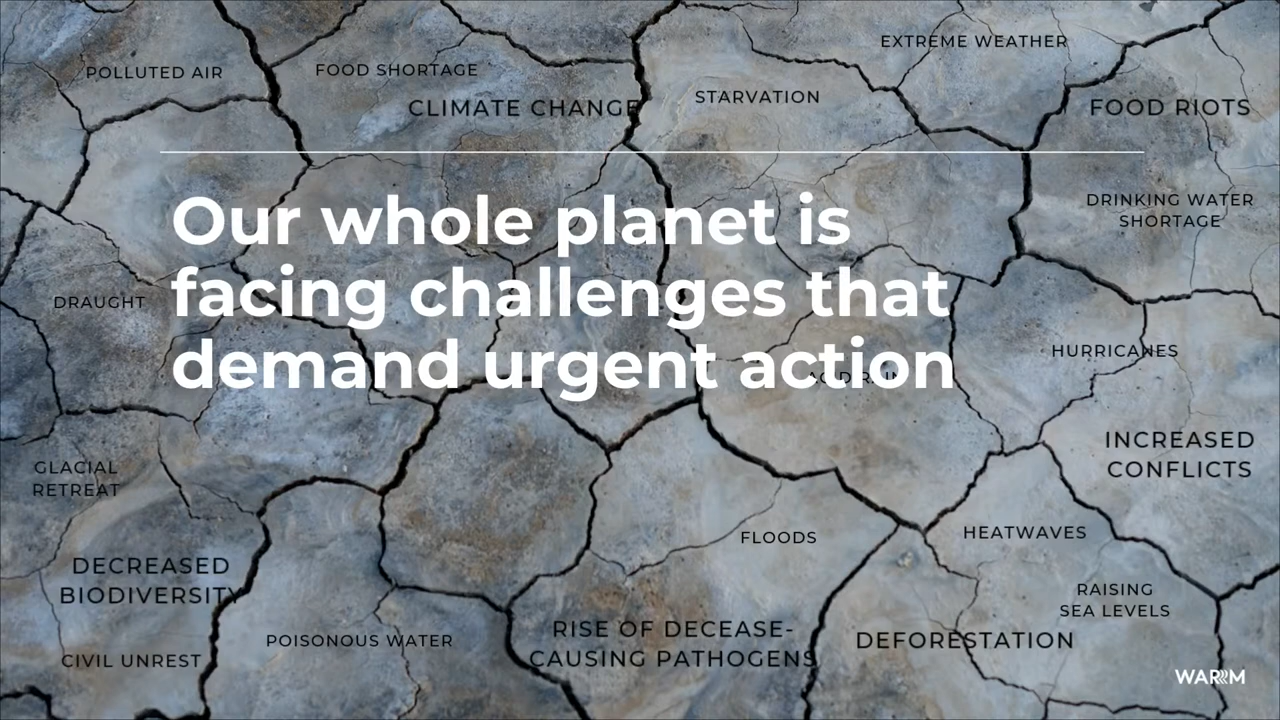 EXTREME WEATHER
POLLUTED AIR
FOOD SHORTAGE
CLIMATE CHANGE
STARVATION
FOOD RIOTS
Our whole planet is
facing challenges that
demand urgent action
DRINKING WATER
SHORTAGE
DRAUGHT
HURRICANES
ACID RAIN
INCREASED
CONFLICTS
GLACIAL
RETREAT
FLOODS
HEATWAVES
DECREASED
BIODIVERSITY
RAISING
SEA LEVELS
RISE OF DECEASE-
CAUSING PATHOGENS
POISONOUS WATER
DEFORESTATION
CIVIL UNREST
WARM